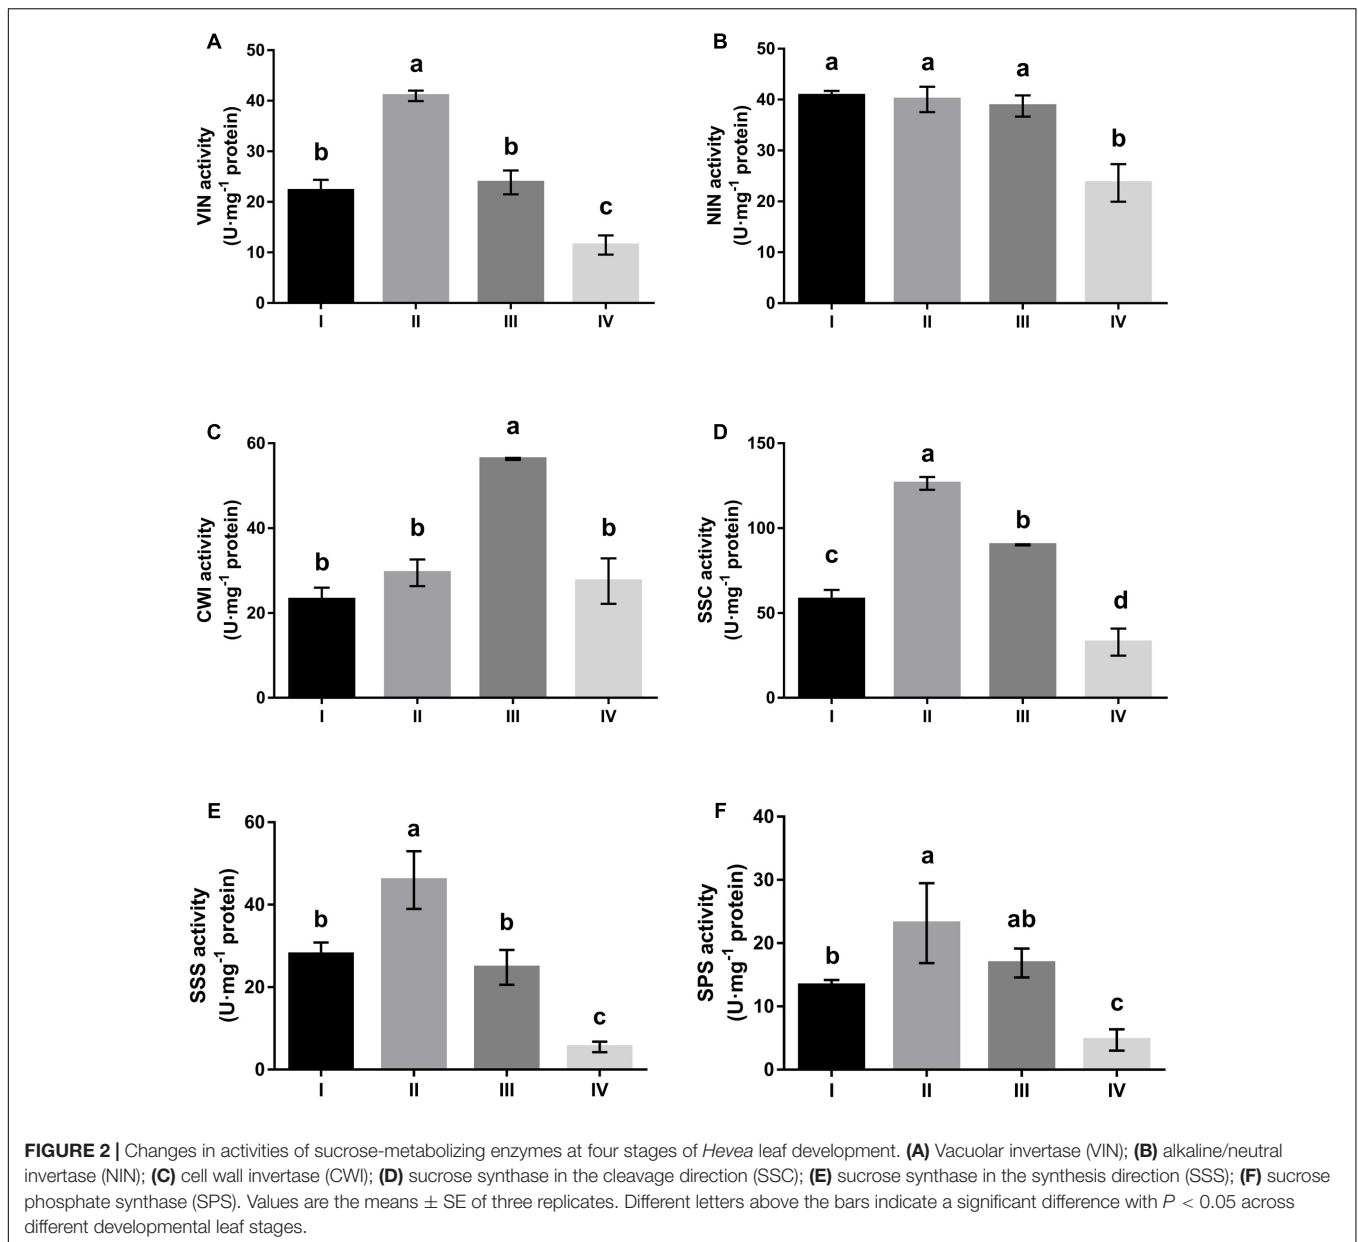 A
VIN activity
(U·mg⁻¹ protein)
50
40
30
20
10
0
b
a
b
c
I
II
III
IV
B
NIN activity
(U·mg⁻¹ protein)
50
40
30
20
10
0
a
a
a
b
I
II
III
IV
C
CWI activity
(U·mg⁻¹ protein)
60
40
20
0
b
b
a
b
I
II
III
IV
D
SSC activity
(U·mg⁻¹ protein)
150
100
50
0
c
a
b
d
I
II
III
IV
E
SSS activity
(U·mg⁻¹ protein)
60
40
20
0
b
a
b
c
I
II
III
IV
F
SPS activity
(U·mg⁻¹ protein)
40
30
20
10
0
b
a
ab
c
I
II
III
IV
FIGURE 2 | Changes in activities of sucrose-metabolizing enzymes at four stages of Hevea leaf development. (A) Vacuolar invertase (VIN); (B) alkaline/neutral
invertase (NIN); (C) cell wall invertase (CWI); (D) sucrose synthase in the cleavage direction (SSC); (E) sucrose synthase in the synthesis direction (SSS); (F) sucrose
phosphate synthase (SPS). Values are the means ± SE of three replicates. Different letters above the bars indicate a significant difference with P < 0.05 across
different developmental leaf stages.